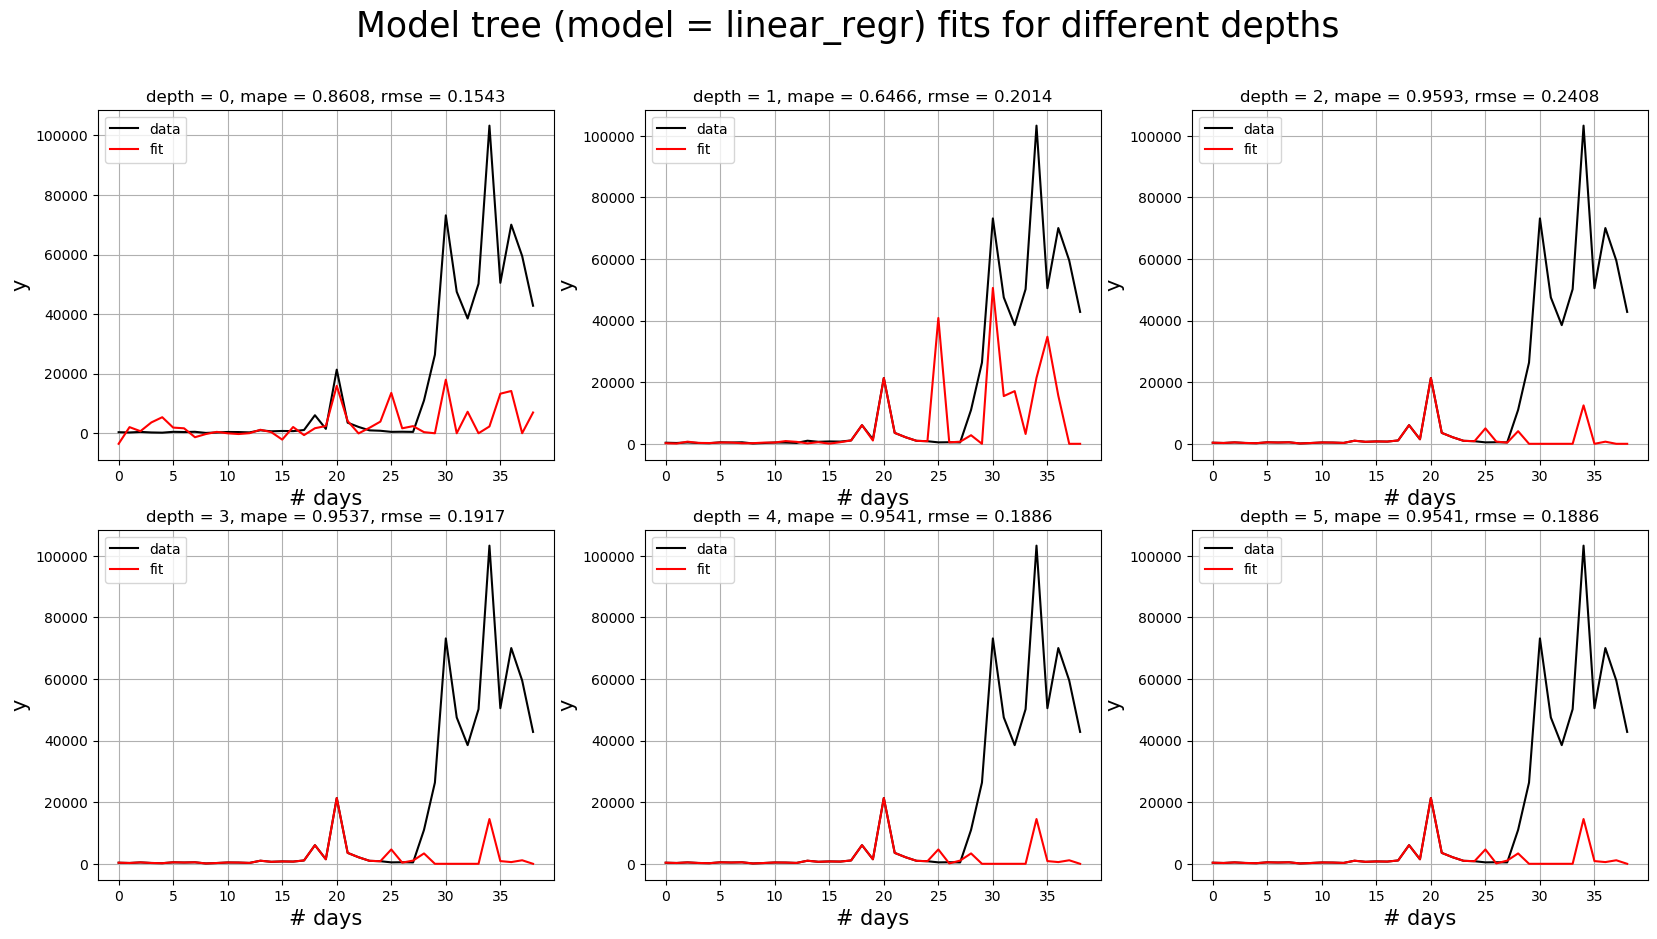 Model tree (model = linear_regr) fits for different depths
depth = 0, mape = 0.8608, rmse = 0.1543
data
fit
y
100000
80000
60000
40000
20000
0
0 5 10 15 20 25 30 35
# days
depth = 1, mape = 0.6466, rmse = 0.2014
data
fit
y
100000
80000
60000
40000
20000
0
0 5 10 15 20 25 30 35
# days
depth = 2, mape = 0.9593, rmse = 0.2408
data
fit
y
100000
80000
60000
40000
20000
0
0 5 10 15 20 25 30 35
# days
depth = 3, mape = 0.9537, rmse = 0.1917
data
fit
y
100000
80000
60000
40000
20000
0
0 5 10 15 20 25 30 35
# days
depth = 4, mape = 0.9541, rmse = 0.1886
data
fit
y
100000
80000
60000
40000
20000
0
0 5 10 15 20 25 30 35
# days
depth = 5, mape = 0.9541, rmse = 0.1886
data
fit
y
100000
80000
60000
40000
20000
0
0 5 10 15 20 25 30 35
# days